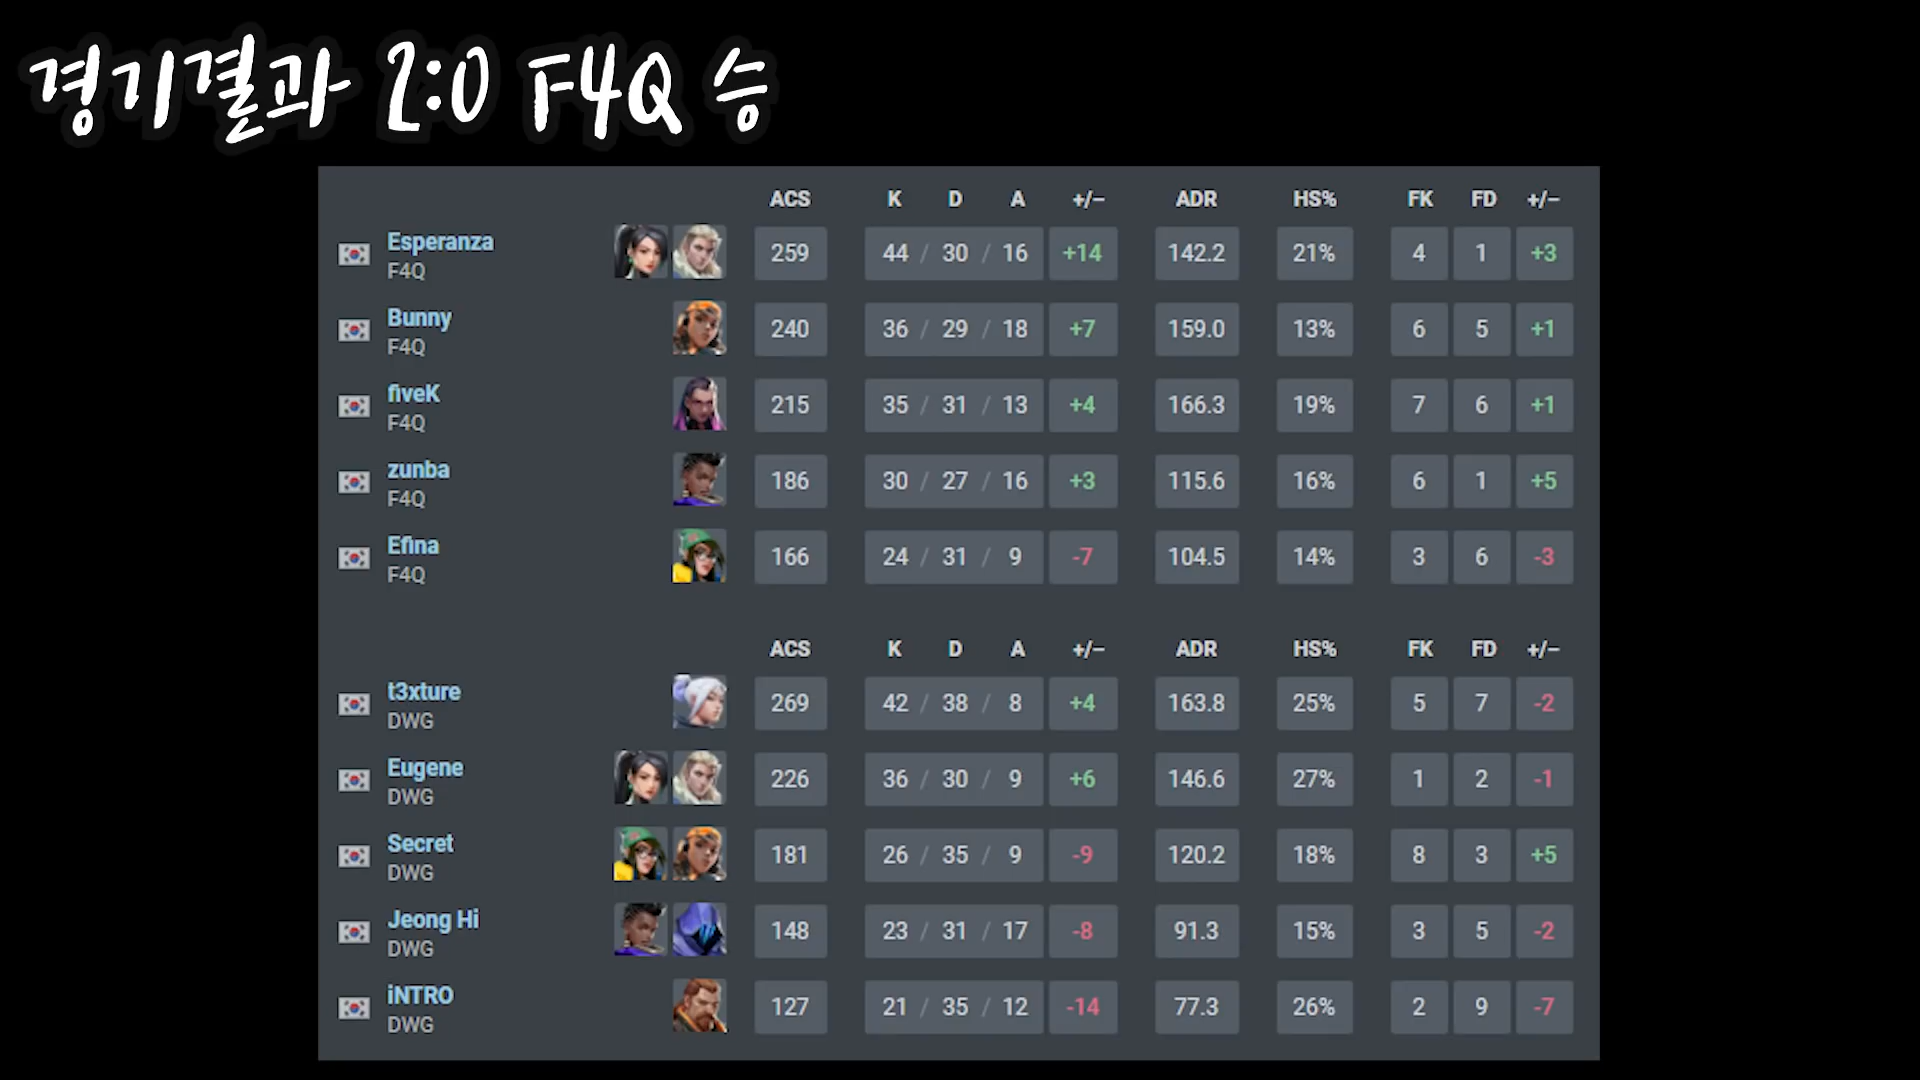 경기결과 2:0 F4Q 승
ACS K D A +/− ADR HS% FK FD +/−
Esperanza
F4Q
259 44 / 30 / 16 +14 142.2 21% 4 1 +3
Bunny
F4Q
240 36 / 29 / 18 +7 159.0 13% 6 5 +1
fiveK
F4Q
215 35 / 31 / 13 +4 166.3 19% 7 6 +1
zunba
F4Q
186 30 / 27 / 16 +3 115.6 16% 6 1 +5
Efina
F4Q
166 24 / 31 / 9 -7 104.5 14% 3 6 -3
ACS K D A +/− ADR HS% FK FD +/−
t3xture
DWG
269 42 / 38 / 8 +4 163.8 25% 5 7 -2
Eugene
DWG
226 36 / 30 / 9 +6 146.6 27% 1 2 -1
Secret
DWG
181 26 / 35 / 9 -9 120.2 18% 8 3 +5
Jeong Hi
DWG
148 23 / 31 / 17 -8 91.3 15% 3 5 -2
iNTRO
DWG
127 21 / 35 / 12 -14 77.3 26% 2 9 -7